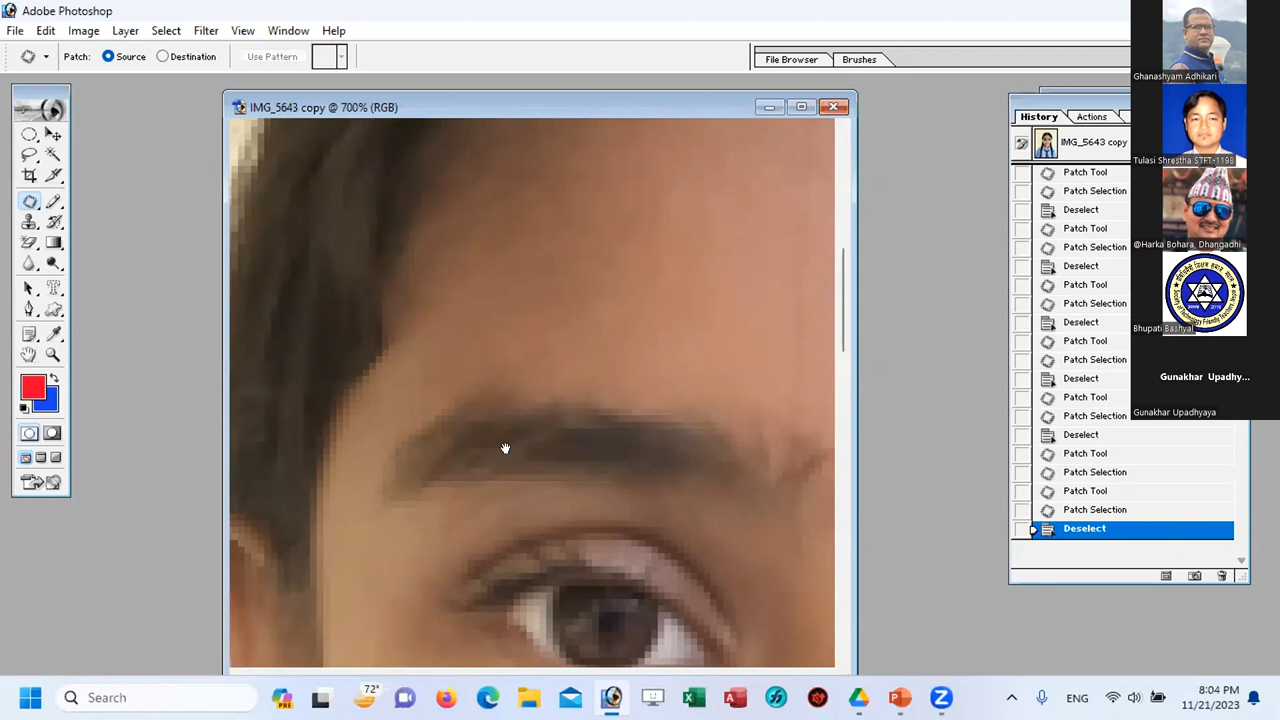 Adobe Photoshop
File Edit Image Layer Select Filter View Window Help
Patch: Source Destination Use Pattern File Browser Brushes
IMG_5643 copy @ 700% (RGB)
History Actions
IMG_5643 copy
Patch Tool
Patch Selection
Deselect
Patch Tool
Patch Selection
Deselect
Patch Tool
Patch Selection
Deselect
Patch Tool
Patch Selection
Deselect
Patch Tool
Patch Selection
Deselect
Patch Tool
Patch Selection
Patch Tool
Patch Selection
Deselect
Ghanashyam Adhikari
Tulasi Shrestha STFT-1198
@Harka Bohara, Dhangadhi
Bhupati Bashyal
Gunakhar Upadhy...
Gunakhar Upadhyaya
Search
PRE
72°
ENG
8:04 PM
11/21/2023